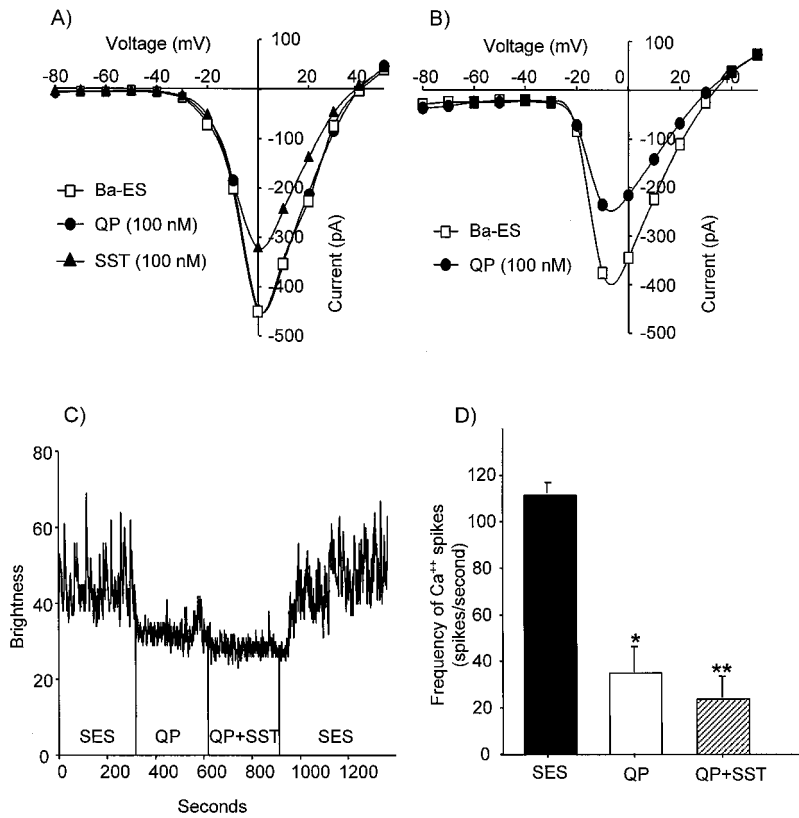 A)
Voltage (mV)
100
-80 -60 -40 -20 20 40
-100
-200
-300
-400
-500
Current (pA)
Ba-ES
QP (100 nM)
SST (100 nM)
B)
Voltage (mV)
100
-80 -60 -40 -20 0 20 40
-100
-200
-300
-400
-500
Current (pA)
Ba-ES
QP (100 nM)
C)
Brightness
80
60
40
20
0
SES QP QP+SST SES
0 200 400 600 800 1000 1200
Seconds
D)
Frequency of Ca++ spikes
(spikes/second)
120
100
80
60
40
20
0
* **
SES QP QP+SST